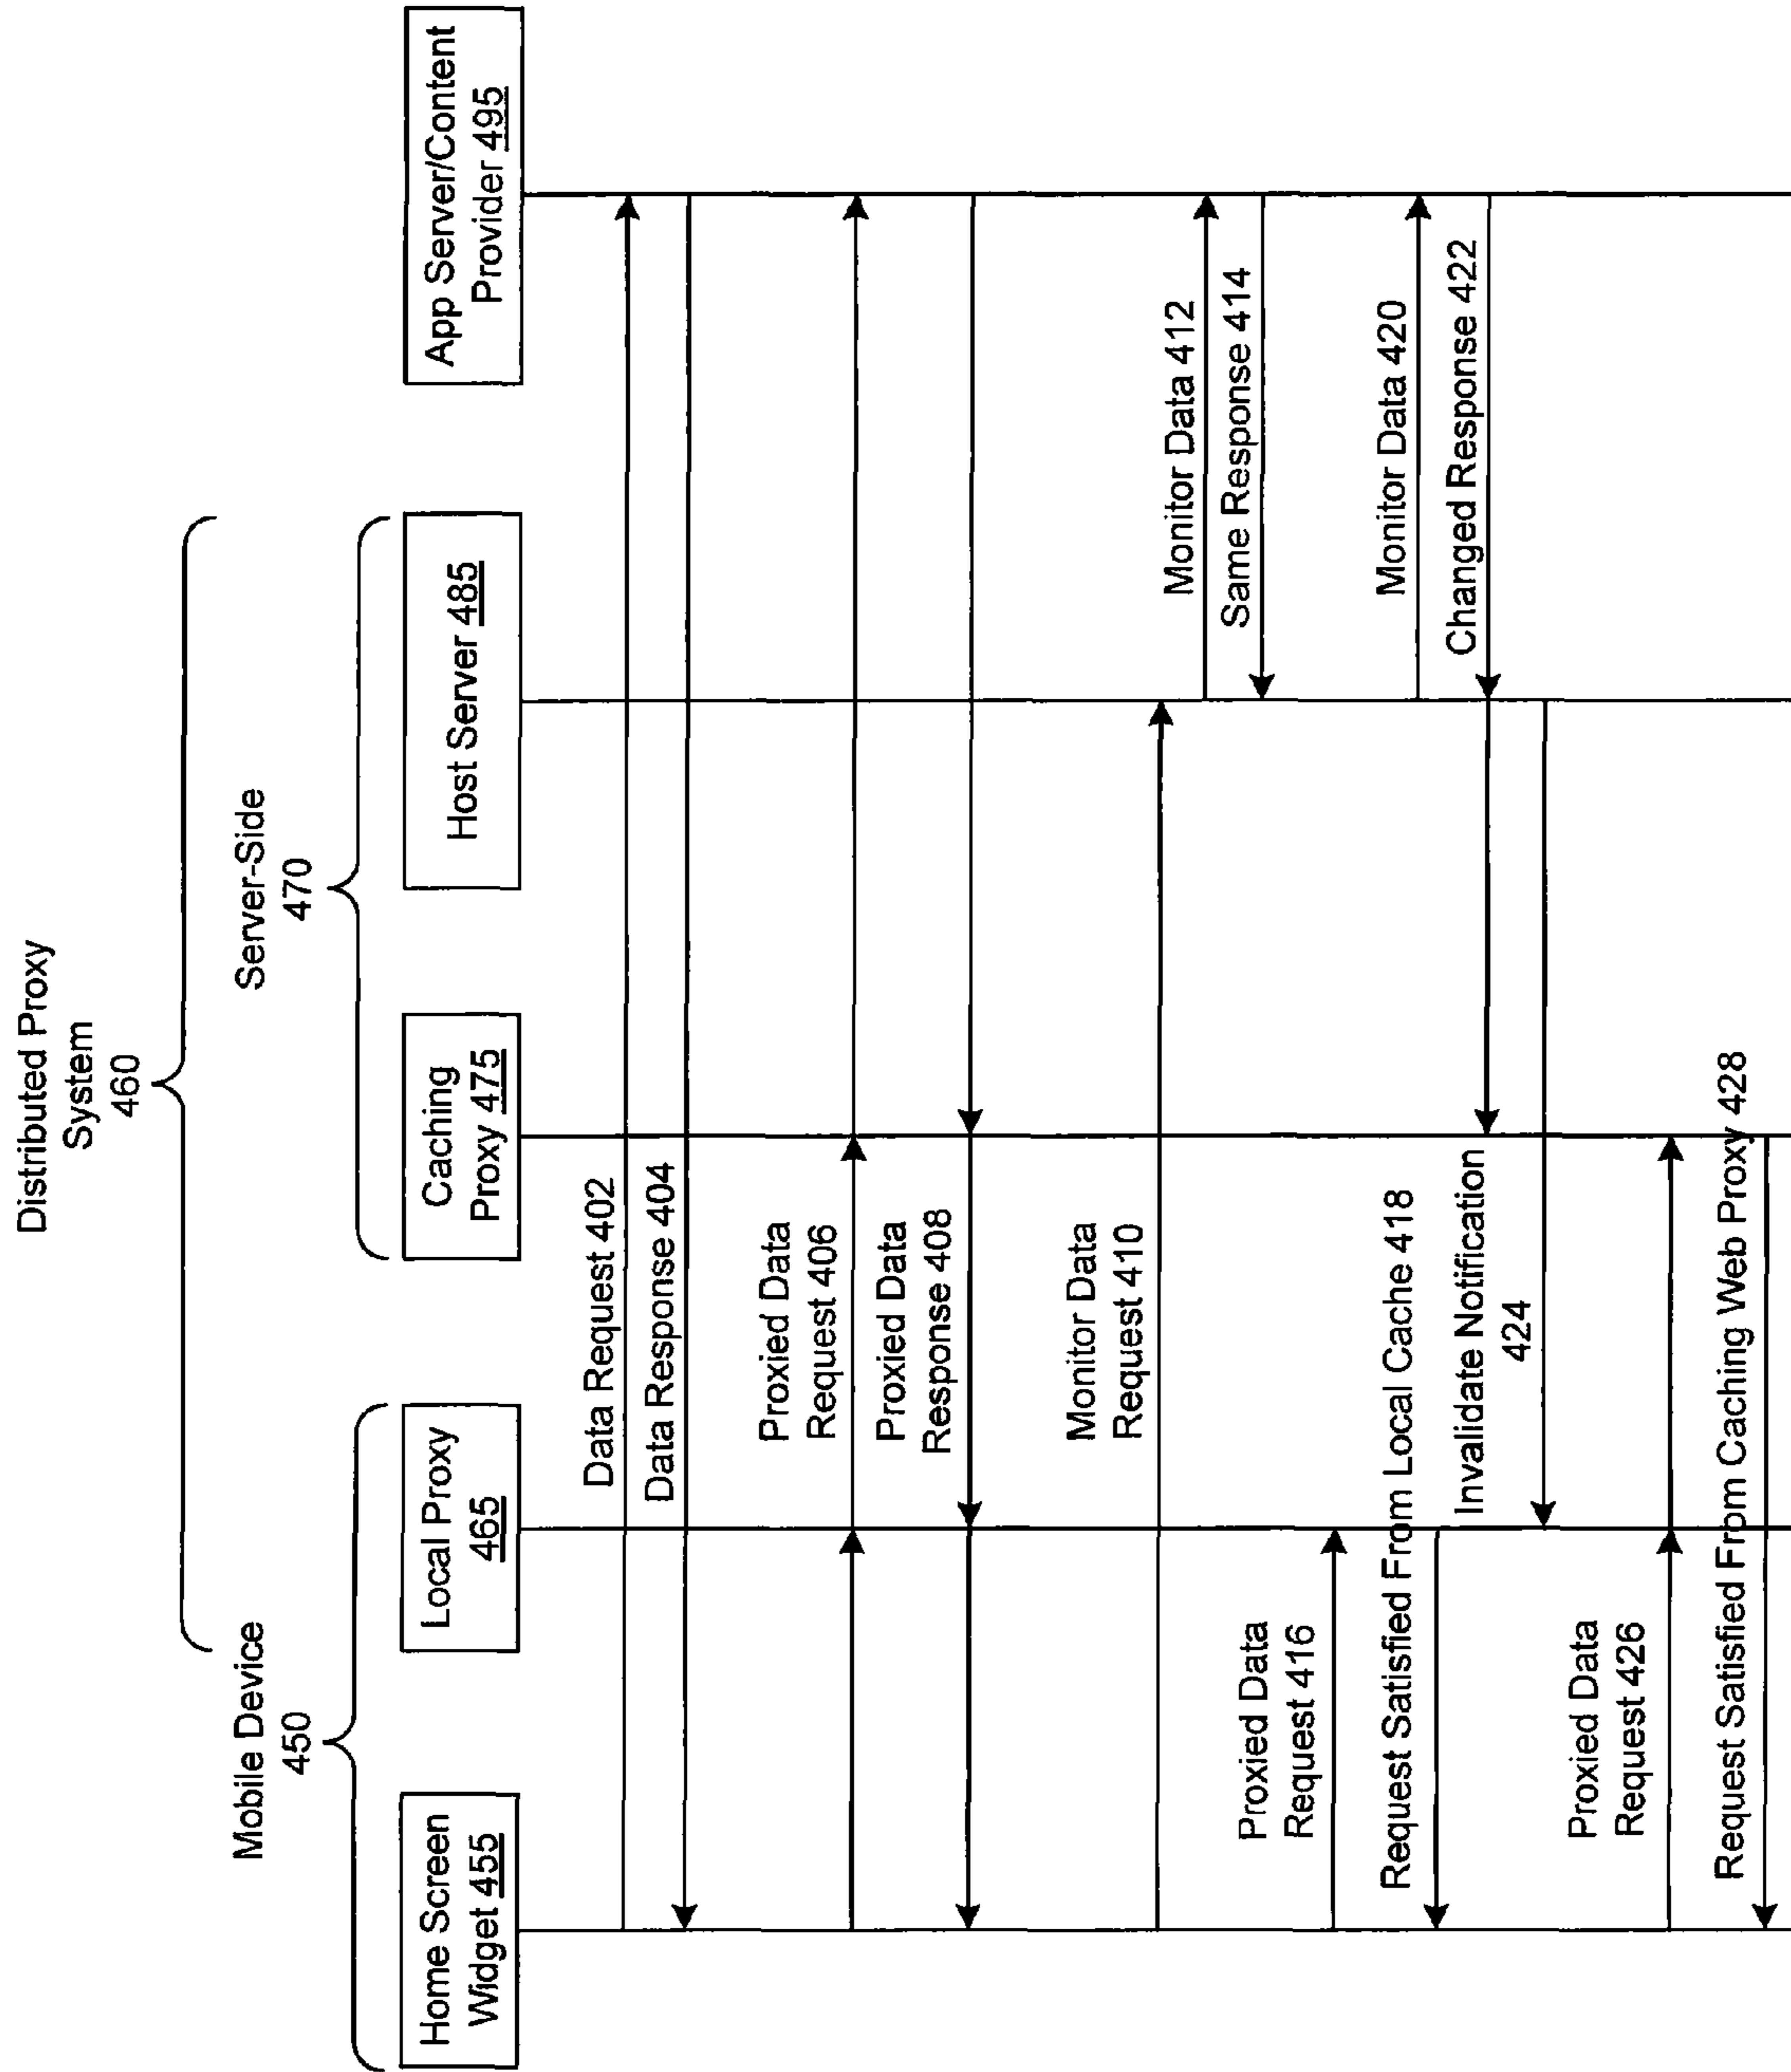 Distributed Proxy
System
460
Mobile Device
450
Server-Side
470
Home Screen
Widget 455
Local Proxy
465
Caching
Proxy 475
Host Server 485
App Server/Content
Provider 495
Data Request 402
Data Response 404
Proxied Data
Request 406
Proxied Data
Response 408
Monitor Data
Request 410
Monitor Data 412
Same Response 414
Proxied Data
Request 416
Request Satisfied From Local Cache 418
Monitor Data 420
Changed Response 422
Invalidate Notification
424
Proxied Data
Request 426
Request Satisfied From Caching Web Proxy 428